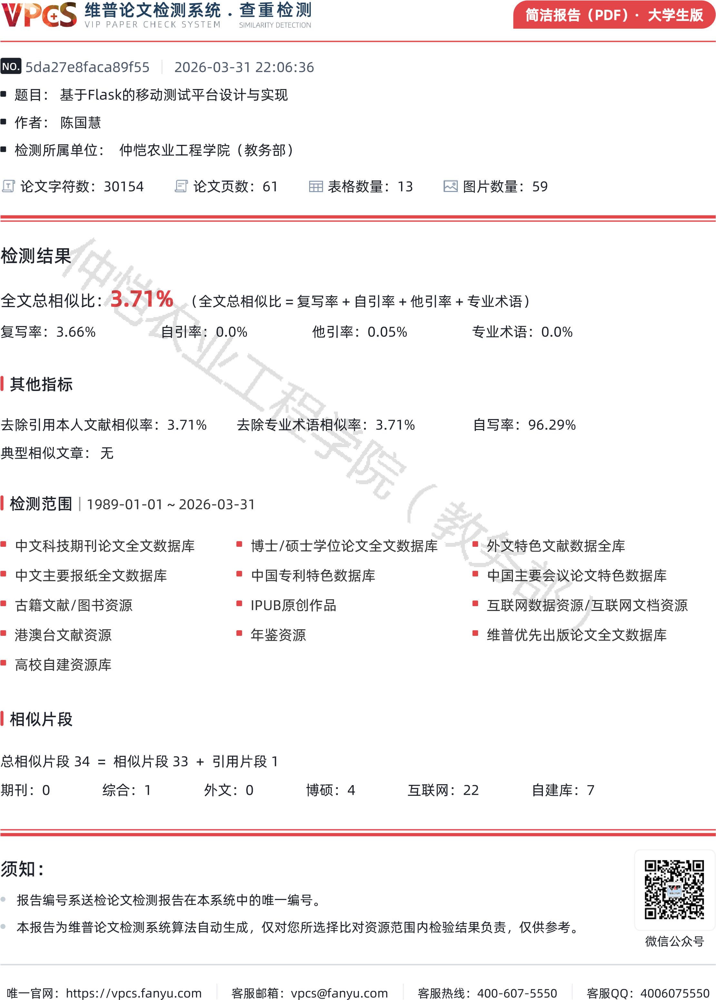 VPCS 维普论文检测系统 . 查重检测 简洁报告（PDF）· 大学生版
VIP PAPER CHECK SYSTEM SIMILARITY DETECTION
NO. 5da27e8faca89f55 | 2026-03-31 22:06:36
题目： 基于Flask的移动测试平台设计与实现
作者： 陈国慧
检测所属单位： 仲恺农业工程学院（教务部）
论文字符数：30154 论文页数：61 表格数量：13 图片数量：59
检测结果
全文总相似比：3.71% （全文总相似比 = 复写率 + 自引率 + 他引率 + 专业术语）
复写率：3.66% 自引率：0.0% 他引率：0.05% 专业术语：0.0%
其他指标
去除引用本人文献相似率：3.71% 去除专业术语相似率：3.71% 自写率：96.29%
典型相似文章： 无
检测范围 | 1989-01-01 ~ 2026-03-31
中文科技期刊论文全文数据库 博士/硕士学位论文全文数据库 外文特色文献数据全库
中文主要报纸全文数据库 中国专利特色数据库 中国主要会议论文特色数据库
古籍文献/图书资源 IPUB原创作品 互联网数据资源/互联网文档资源
港澳台文献资源 年鉴资源 维普优先出版论文全文数据库
高校自建资源库
相似片段
总相似片段 34 = 相似片段 33 + 引用片段 1
期刊：0 综合：1 外文：0 博硕：4 互联网：22 自建库：7
须知：
报告编号系送检论文检测报告在本系统中的唯一编号。
本报告为维普论文检测系统算法自动生成，仅对您所选择比对资源范围内检验结果负责，仅供参考。
微信公众号
唯一官网：https://vpcs.fanyu.com 客服邮箱：vpcs@fanyu.com 客服热线：400-607-5550 客服QQ：4006075550
仲恺农业工程学院（教务部）